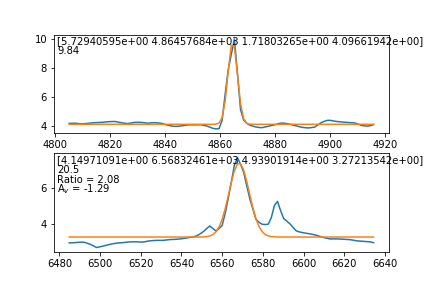 [5.72940595e+00 4.86457684e+03 1.71803265e+00 4.09661942e+00]
9.84
10
8
6
4
4800 4820 4840 4860 4880 4900 4920
[4.14971091e+00 6.56832461e+03 4.93901914e+00 3.27213542e+00]
20.5
Ratio = 2.08
Av = -1.29
6
4
6480 6500 6520 6540 6560 6580 6600 6620 6640